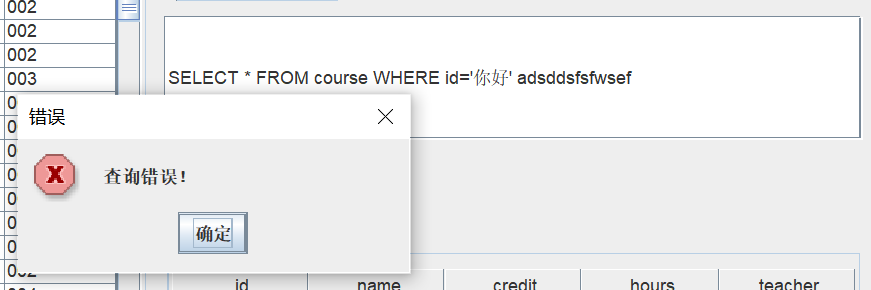 002
002
002
003
SELECT * FROM course WHERE id='你好' adsddsfsfwsef
错误
查询错误!
确定
id name credit hours teacher